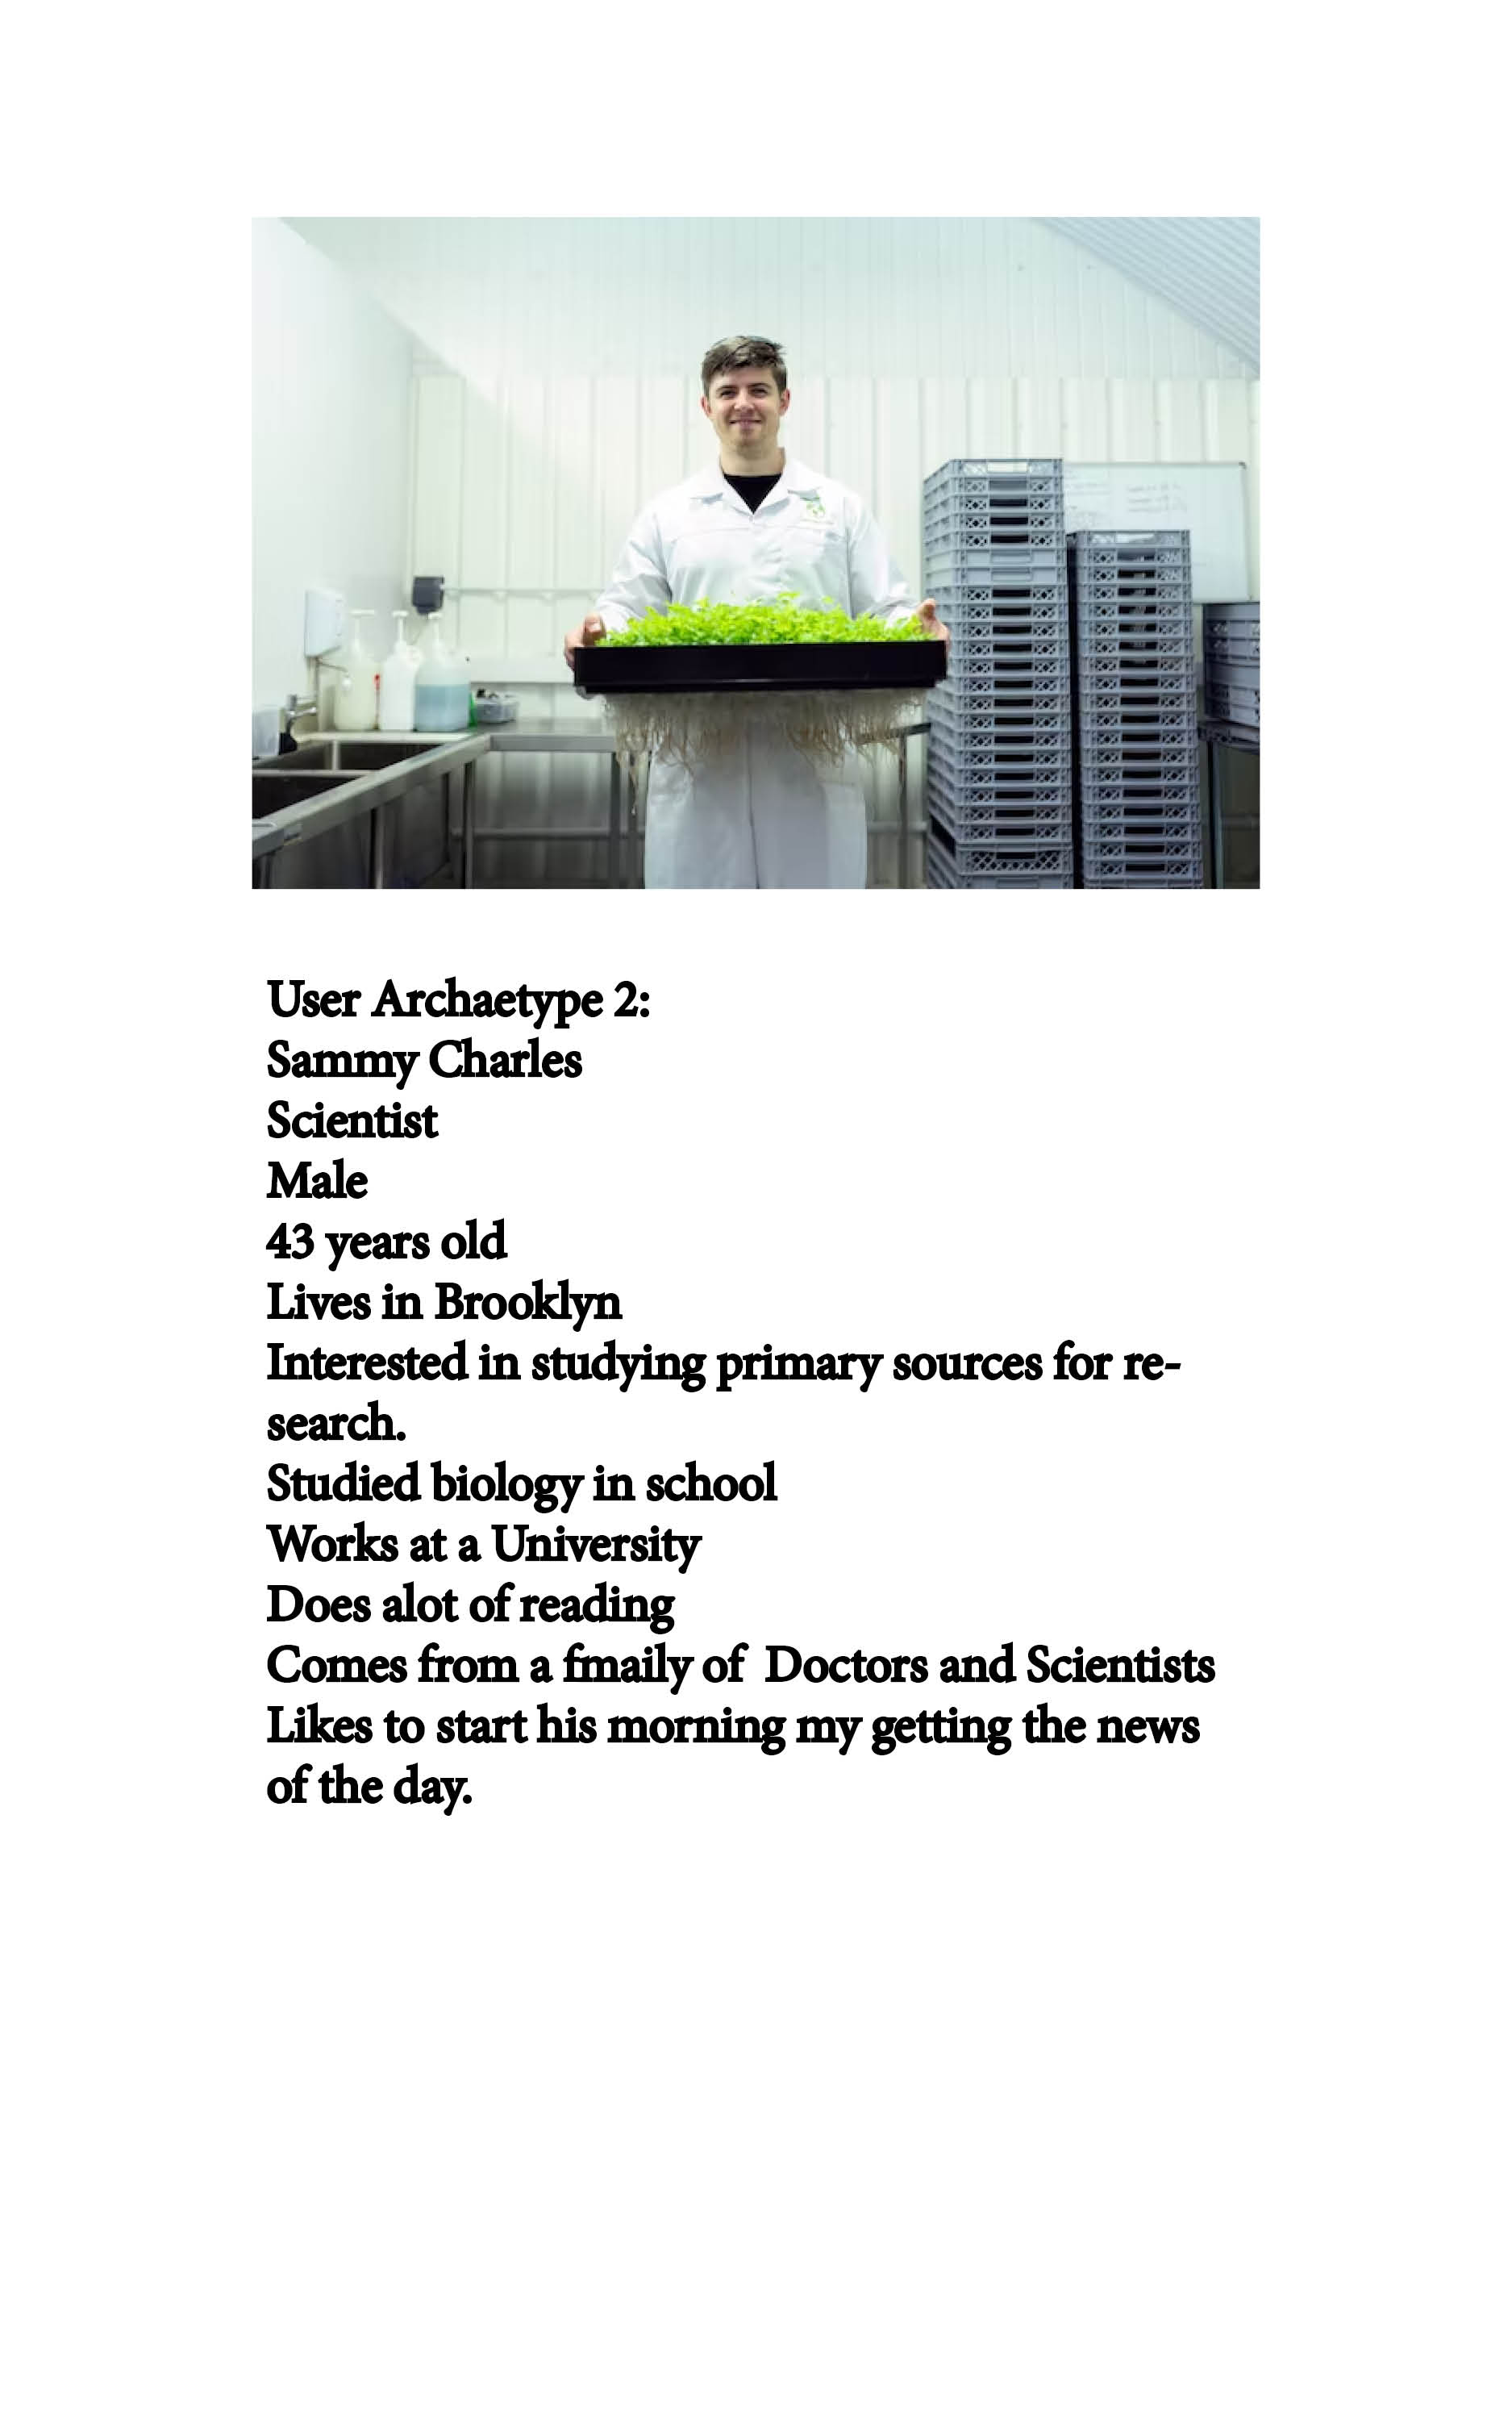 User Archaetype 2:
Sammy Charles
Scientist
Male
43 years old
Lives in Brooklyn
Interested in studying primary sources for re-
search.
Studied biology in school
Works at a University
Does alot of reading
Comes from a fmaily of  Doctors and Scientists
Likes to start his morning my getting the news
of the day.